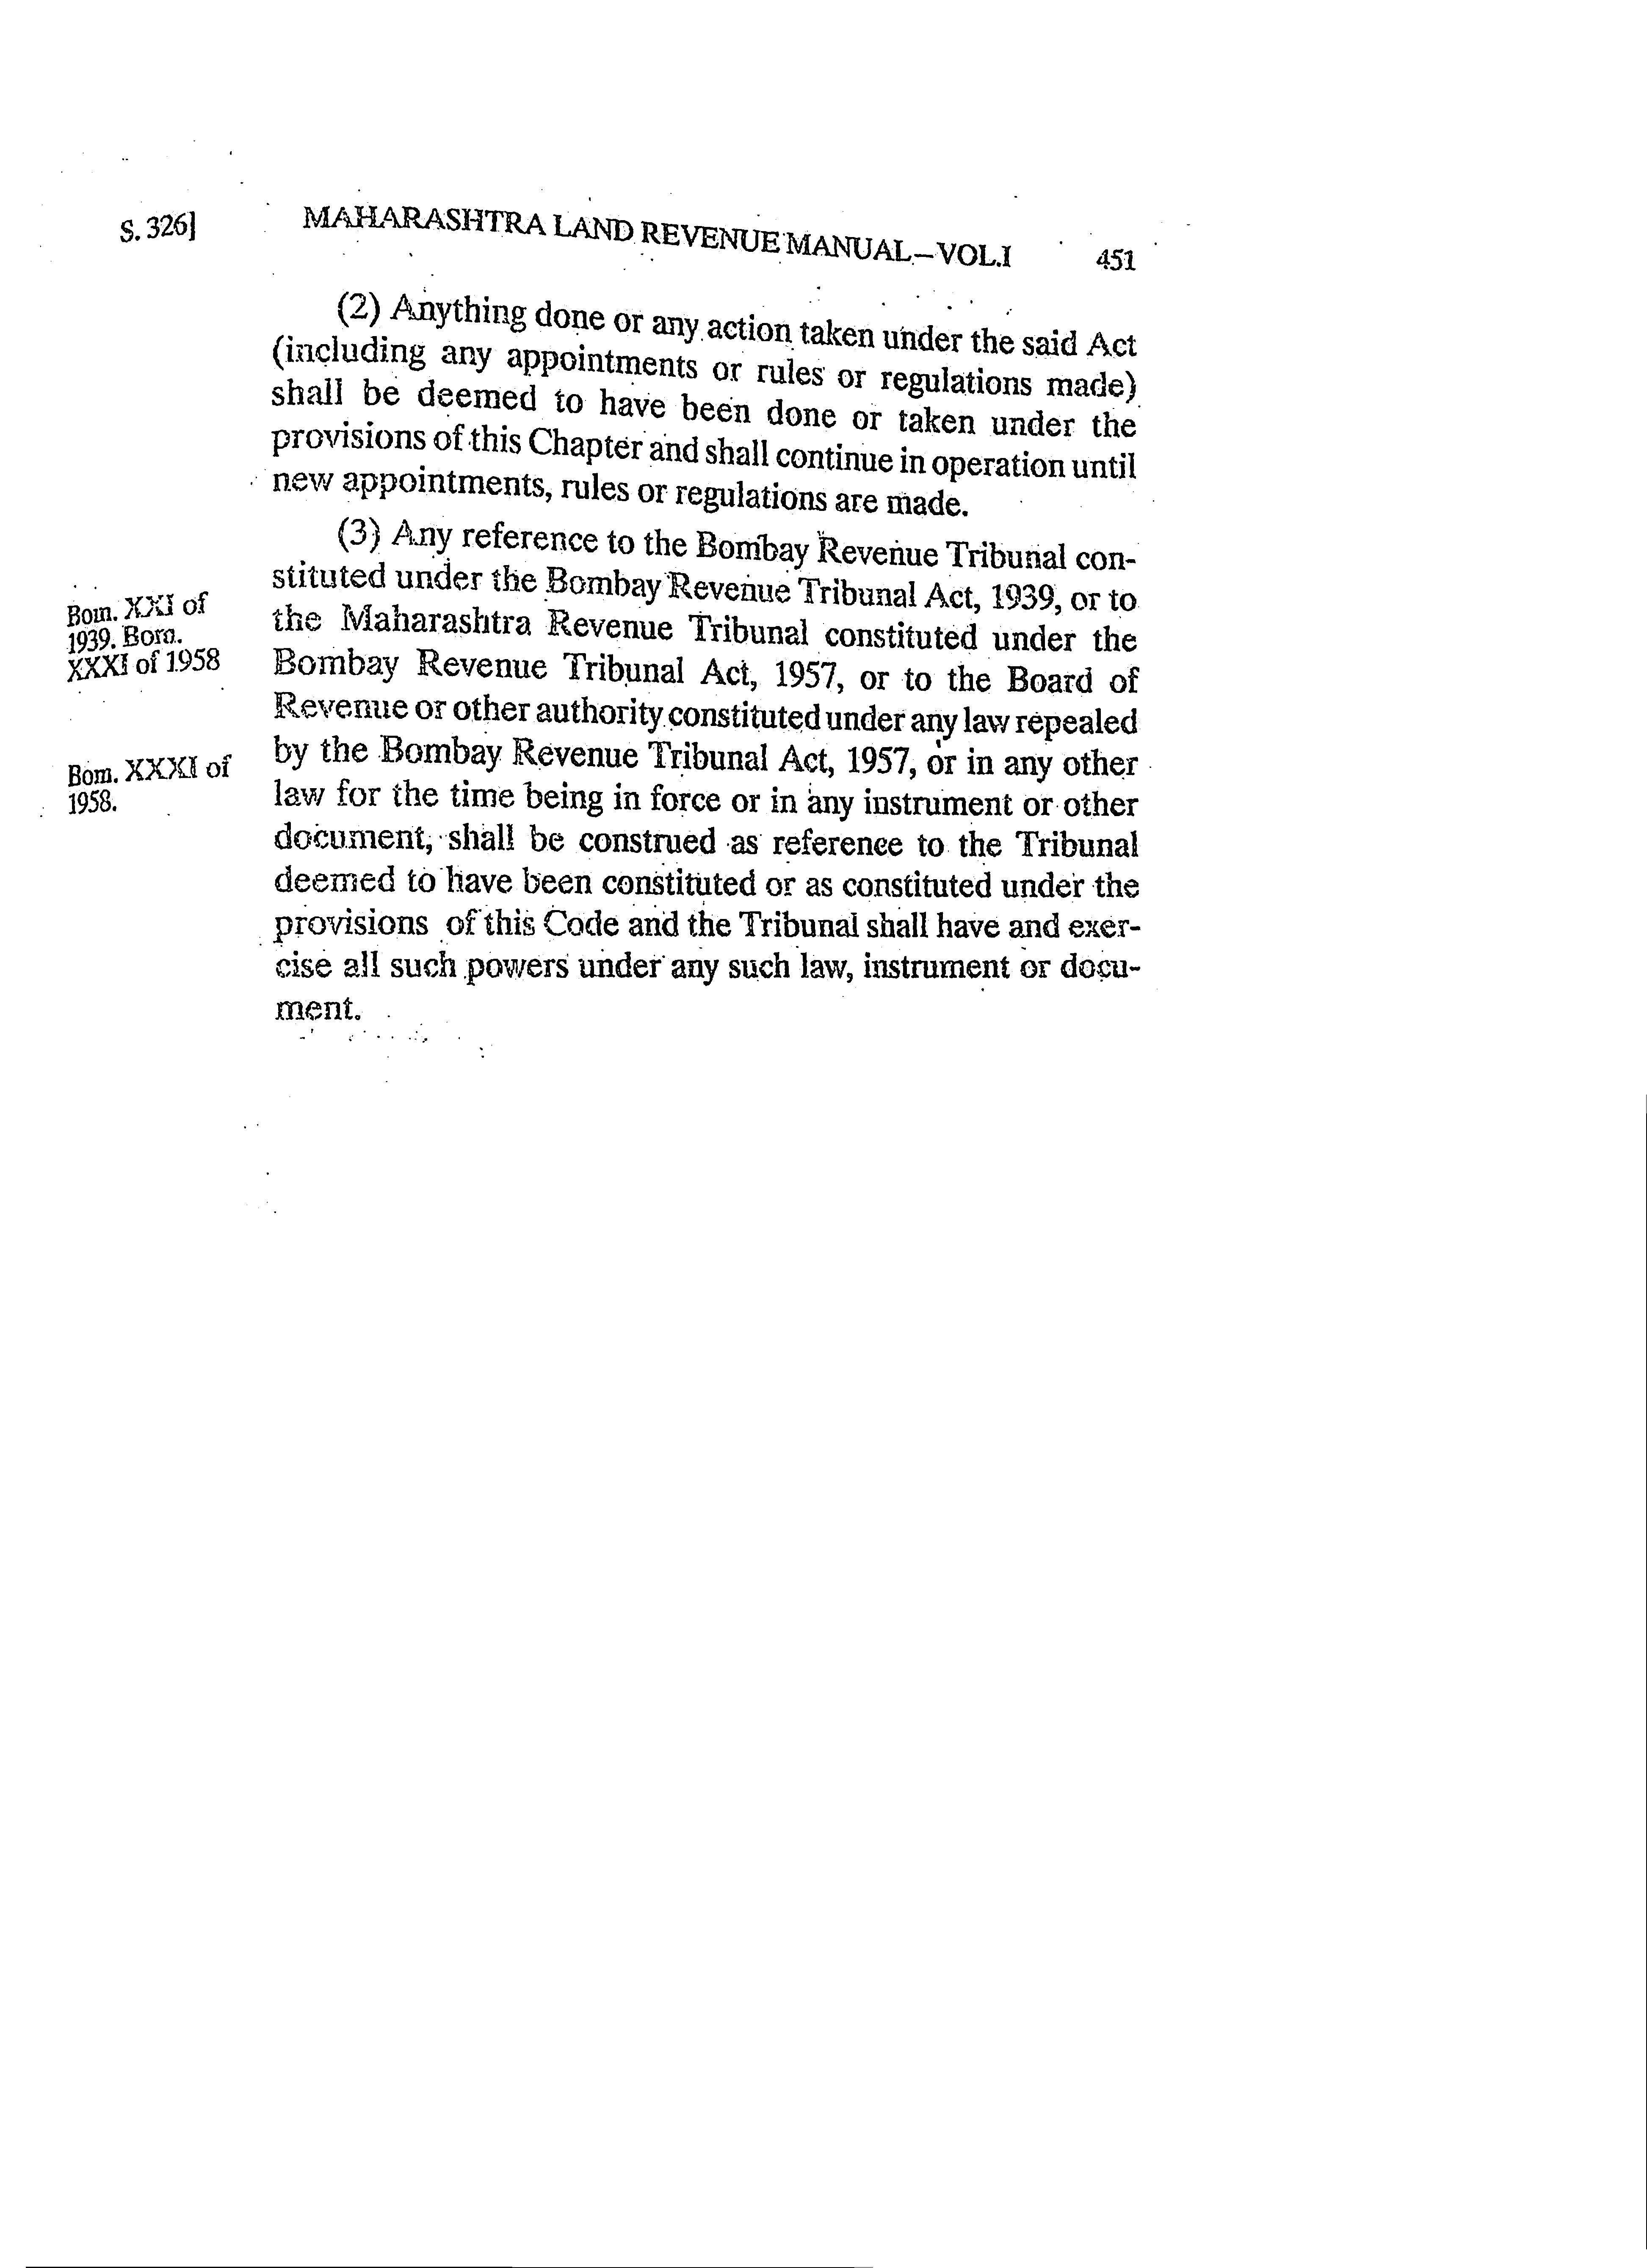 S. 326] MAHARASHTRA LAND REVENUE MANUAL–VOL.I 451
(2) Anything done or any action taken under the said Act
(including any appointments or rules or regulations made)
shall be deemed to have been done or taken under the
provisions of this Chapter and shall continue in operation until
new appointments, rules or regulations are made.
(3) Any reference to the Bombay Revenue Tribunal con-
stituted under the Bombay Revenue Tribunal Act, 1939, or to
the Maharashtra Revenue Tribunal constituted under the
Bombay Revenue Tribunal Act, 1957, or to the Board of
Revenue or other authority constituted under any law repealed
by the Bombay Revenue Tribunal Act, 1957, or in any other
law for the time being in force or in any instrument or other
document, shall be construed as reference to the Tribunal
deemed to have been constituted or as constituted under the
provisions of this Code and the Tribunal shall have and exer-
cise all such powers under any such law, instrument or docu-
ment.
Bom. XXI of
1939. Bom.
XXXI of 1958
Bom. XXXI of
1958.